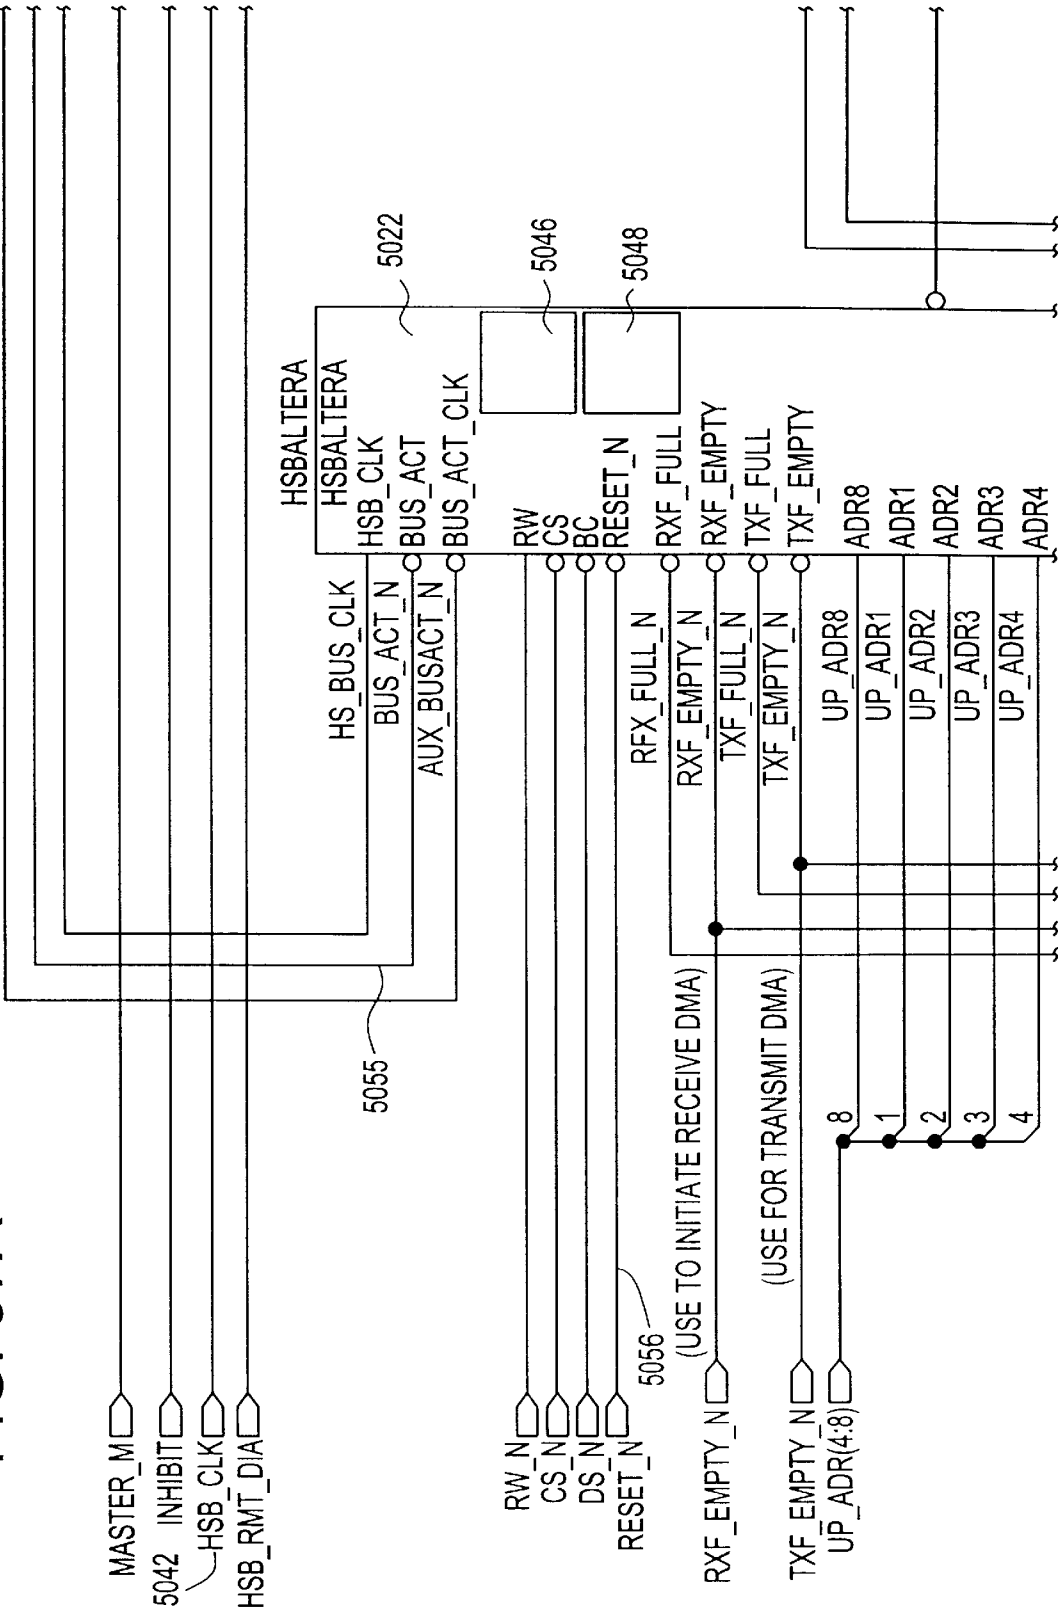 HSBALTERA
HSBALTERA
5022
5046
5048
HSB_CLK
BUS_ACT
BUS_ACT_CLK
RW
CS
BC
RESET_N
RXF_FULL
RXF_EMPTY
TXF_FULL
TXF_EMPTY
ADR8
ADR1
ADR2
ADR3
ADR4
HS_BUS_CLK
BUS_ACT_N
AUX_BUSACT_N
RFX_FULL_N
RXF_EMPTY_N
TXF_FULL_N
TXF_EMPTY_N
UP_ADR8
UP_ADR1
UP_ADR2
UP_ADR3
UP_ADR4
5055
(USE TO INITIATE RECEIVE DMA)
(USE FOR TRANSMIT DMA)
8
1
2
3
4
5056
MASTER_M
INHIBIT
5042
HSB_CLK
HSB_RMT_DIA
RW_N
CS_N
DS_N
RESET_N
RXF_EMPTY_N
TXF_EMPTY_N
UP_ADR(4:8)